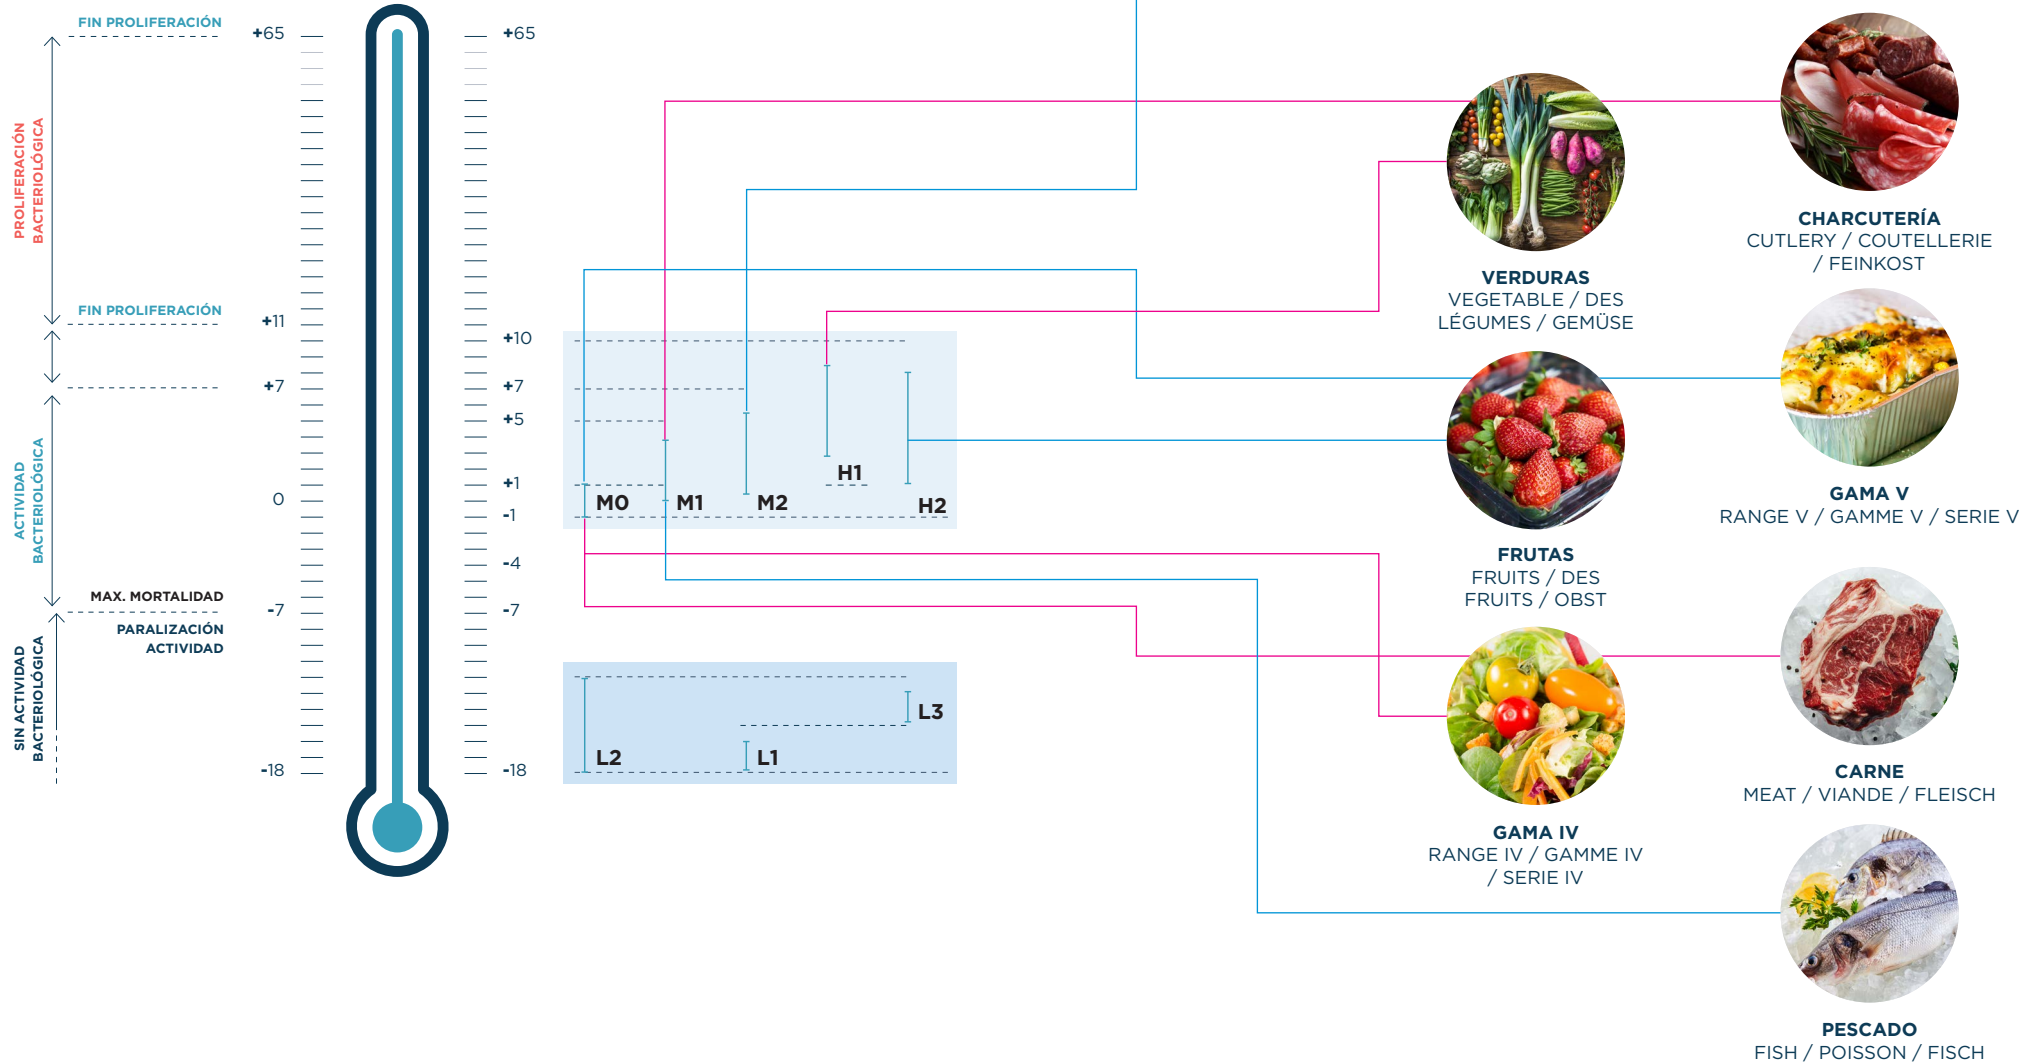 FIN PROLIFERACIÓN
+65
+65
PROLIFERACIÓN
BACTERIOLÓGICA
FIN PROLIFERACIÓN
+11
+10
+7
+7
+5
+1
0
-1
-4
ACTIVIDAD
BACTERIOLÓGICA
MAX. MORTALIDAD
-7
-7
PARALIZACIÓN
ACTIVIDAD
SIN ACTIVIDAD
BACTERIOLÓGICA
-18
-18
M0
M1
M2
H1
H2
L2
L1
L3
VERDURAS
VEGETABLE / DES
LÉGUMES / GEMÜSE
FRUTAS
FRUITS / DES
FRUITS / OBST
GAMA IV
RANGE IV / GAMME IV
/ SERIE IV
CHARCUTERÍA
CUTLERY / COUTELLERIE
/ FEINKOST
GAMA V
RANGE V / GAMME V / SERIE V
CARNE
MEAT / VIANDE / FLEISCH
PESCADO
FISH / POISSON / FISCH